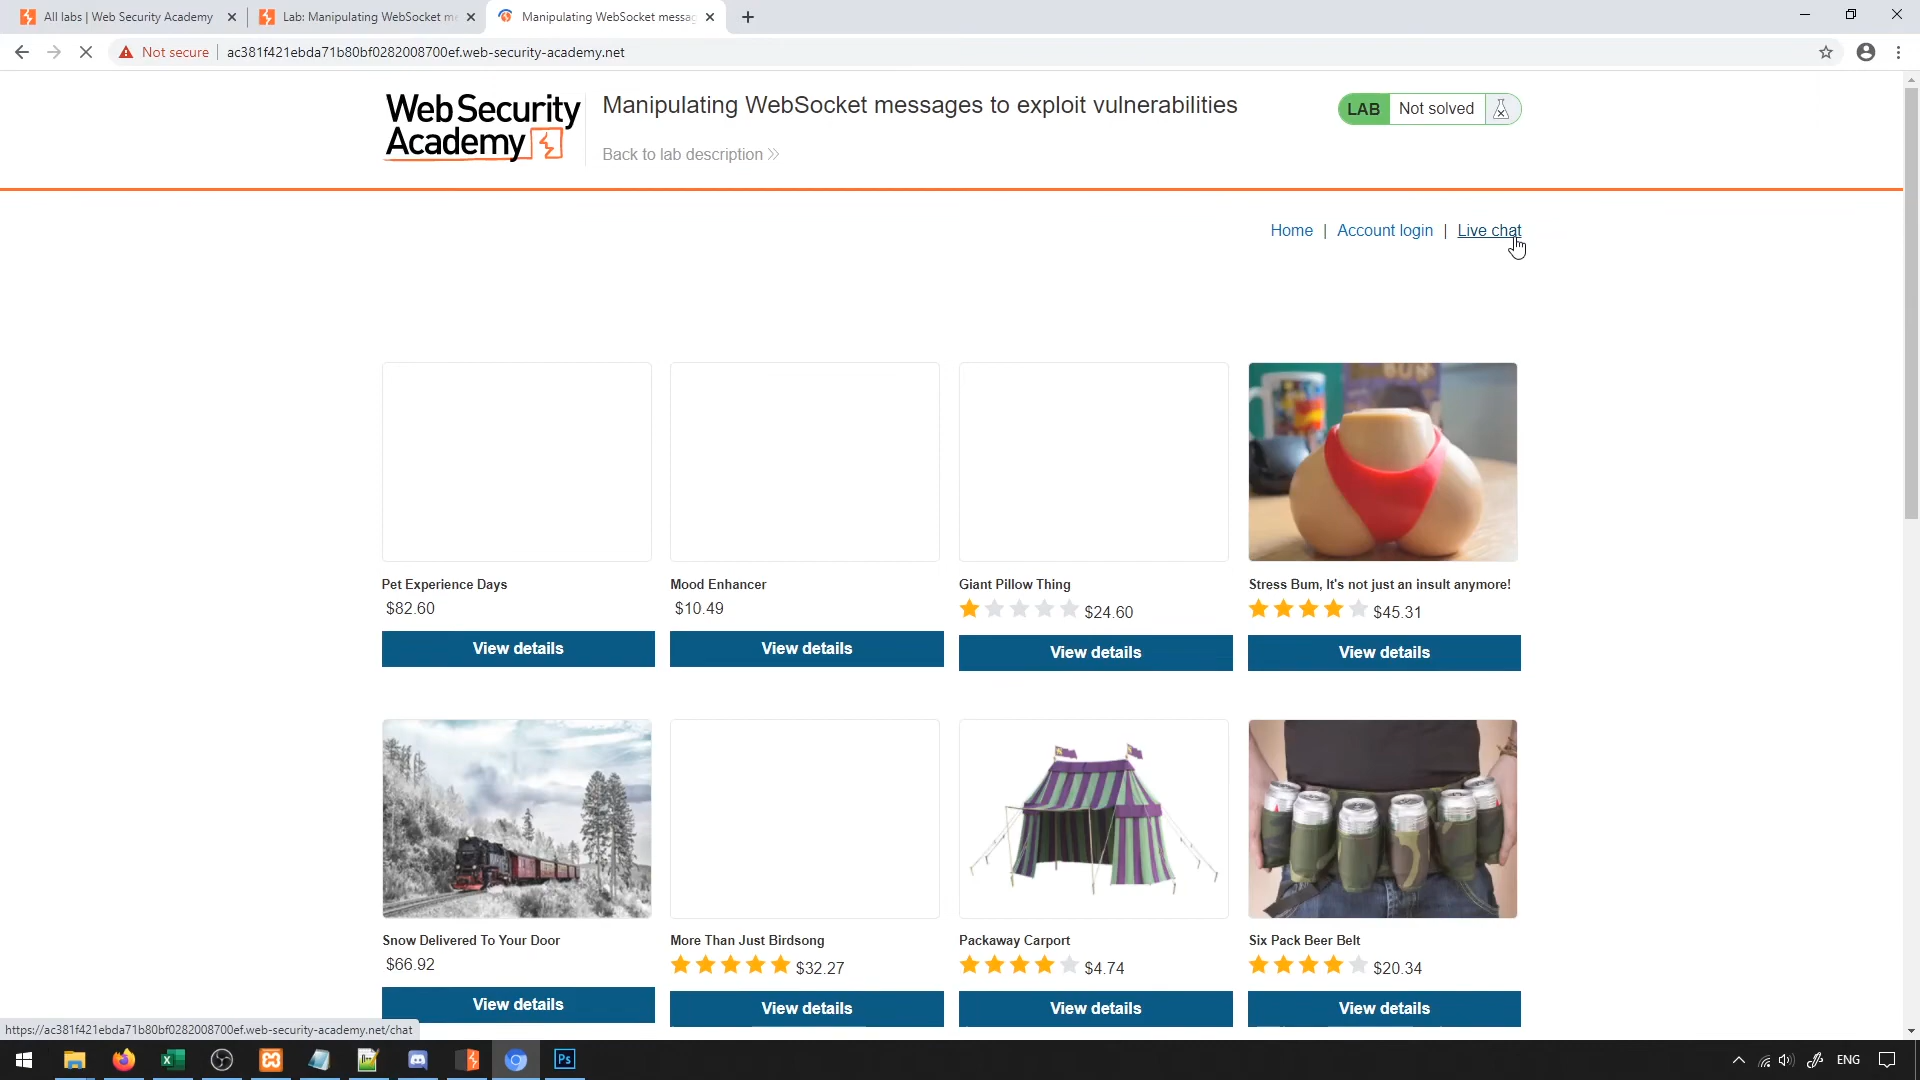 All labs | Web Security Academy
Lab: Manipulating WebSocket me
Manipulating WebSocket messag
Not secure
ac381f421ebda71b80bf0282008700ef.web-security-academy.net
Web Security
Academy
Manipulating WebSocket messages to exploit vulnerabilities
Back to lab description
LAB
Not solved
Home | Account login | Live chat
Pet Experience Days
$82.60
View details
Mood Enhancer
$10.49
View details
Giant Pillow Thing
$24.60
View details
Stress Bum, It's not just an insult anymore!
$45.31
View details
Snow Delivered To Your Door
$66.92
View details
More Than Just Birdsong
$32.27
View details
Packaway Carport
$4.74
View details
Six Pack Beer Belt
$20.34
View details
https://ac381f421ebda71b80bf0282008700ef.web-security-academy.net/chat
Ps
ENG